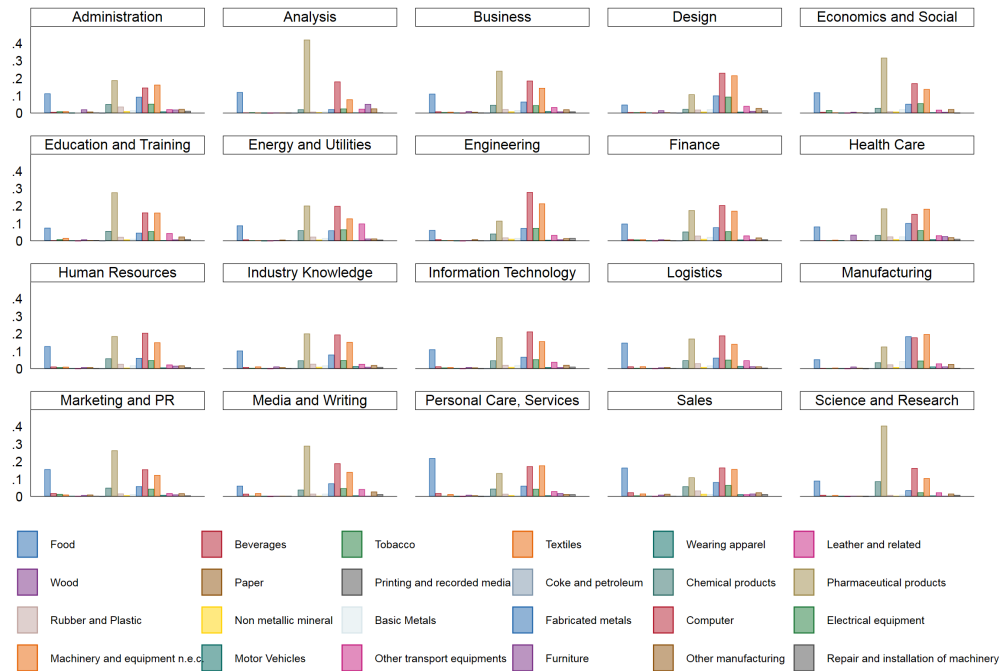 Administration Analysis Business Design Economics and Social
.4
.3
.2
.1
0
Education and Training Energy and Utilities Engineering Finance Health Care
.4
.3
.2
.1
0
Human Resources Industry Knowledge Information Technology Logistics Manufacturing
.4
.3
.2
.1
0
Marketing and PR Media and Writing Personal Care, Services Sales Science and Research
.4
.3
.2
.1
0
Food Beverages Tobacco Textiles Wearing apparel Leather and related
Wood Paper Printing and recorded media Coke and petroleum Chemical products Pharmaceutical products
Rubber and Plastic Non metallic mineral Basic Metals Fabricated metals Computer Electrical equipment
Machinery and equipment n.e.c. Motor Vehicles Other transport equipments Furniture Other manufacturing Repair and installation of machinery